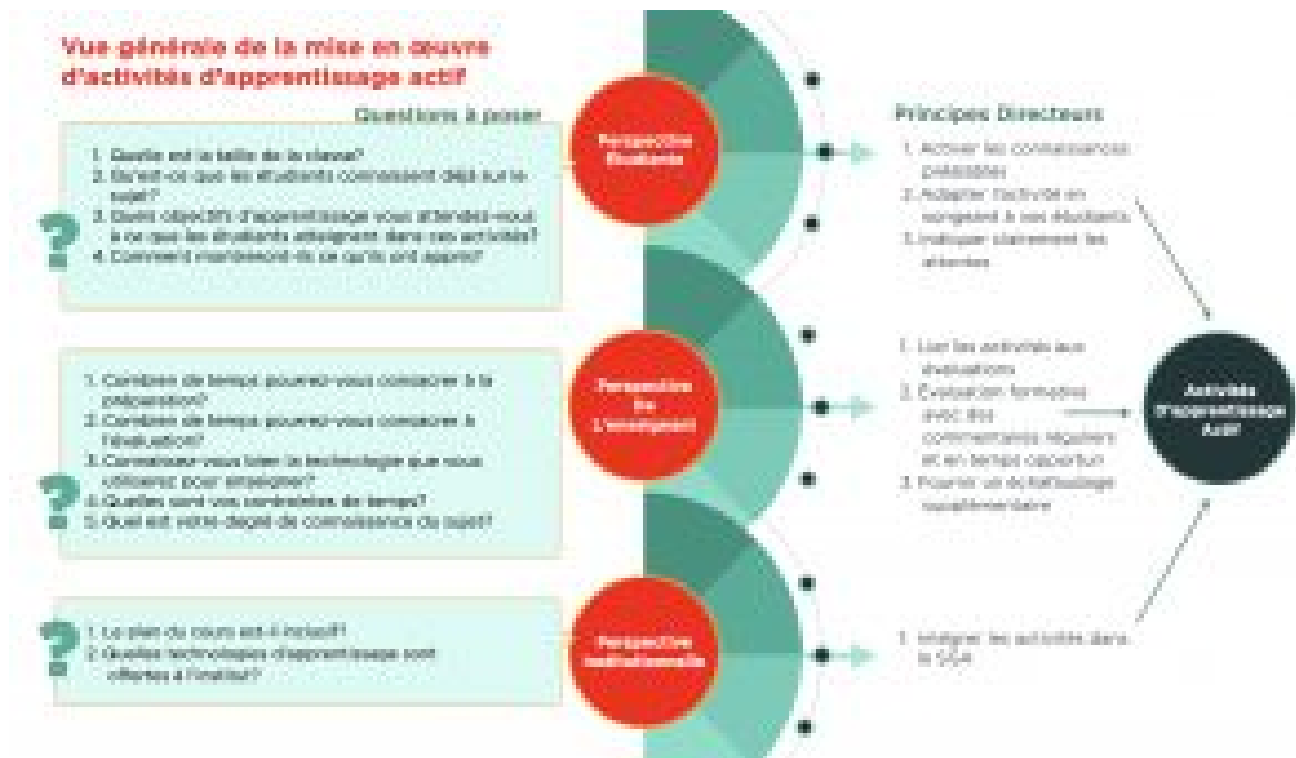 Vue générale de la mise en œuvre
d'activités d'apprentissage actif
Questions à poser
1. Quelle est la taille de la classe?
2. Qu'est-ce que les étudiants connaissent déjà sur le
sujet?
3. Quels objectifs d'apprentissage vous attendez-vous
à ce que les étudiants atteignent dans ces activités?
4. Comment montreront-ils ce qu'ils ont appris?
Perspective
Étudiante
Principes Directeurs
1. Activer les connaissances
préalables
2. Adapter l'activité en
songeant à vos étudiants
3. Indiquer clairement les
attentes
1. Combien de temps pouvez-vous consacrer à la
préparation?
2. Combien de temps pouvez-vous consacrer à
l'évaluation?
3. Connaissez-vous bien la technologie que vous
utiliserez pour enseigner?
4. Quelles sont vos contraintes de temps?
5. Quel est votre degré de connaissance du sujet?
Perspective
De
L'enseignant
1. Lier les activités aux
évaluations
2. Évaluation formative
avec des
commentaires réguliers
et en temps opportun
3. Fournir un échafaudage
supplémentaire
Activités
D'apprentissage
Actif
1. Le plan du cours est-il inclusif?
2. Quelles technologies d'apprentissage sont
offertes à l'institut?
Perspective
Institutionnelle
1. Intégrer les activités dans
le SGA